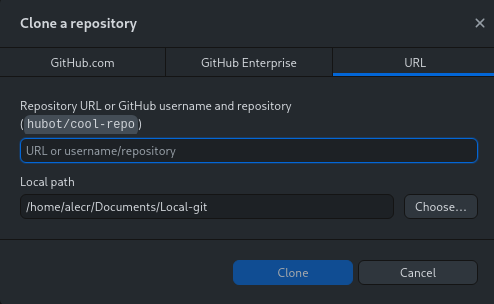 Clone a repository
GitHub.com
GitHub Enterprise
URL
Repository URL or GitHub username and repository
(hubot/cool-repo)
URL or username/repository
Local path
/home/alecr/Documents/Local-git
Choose...
Clone
Cancel